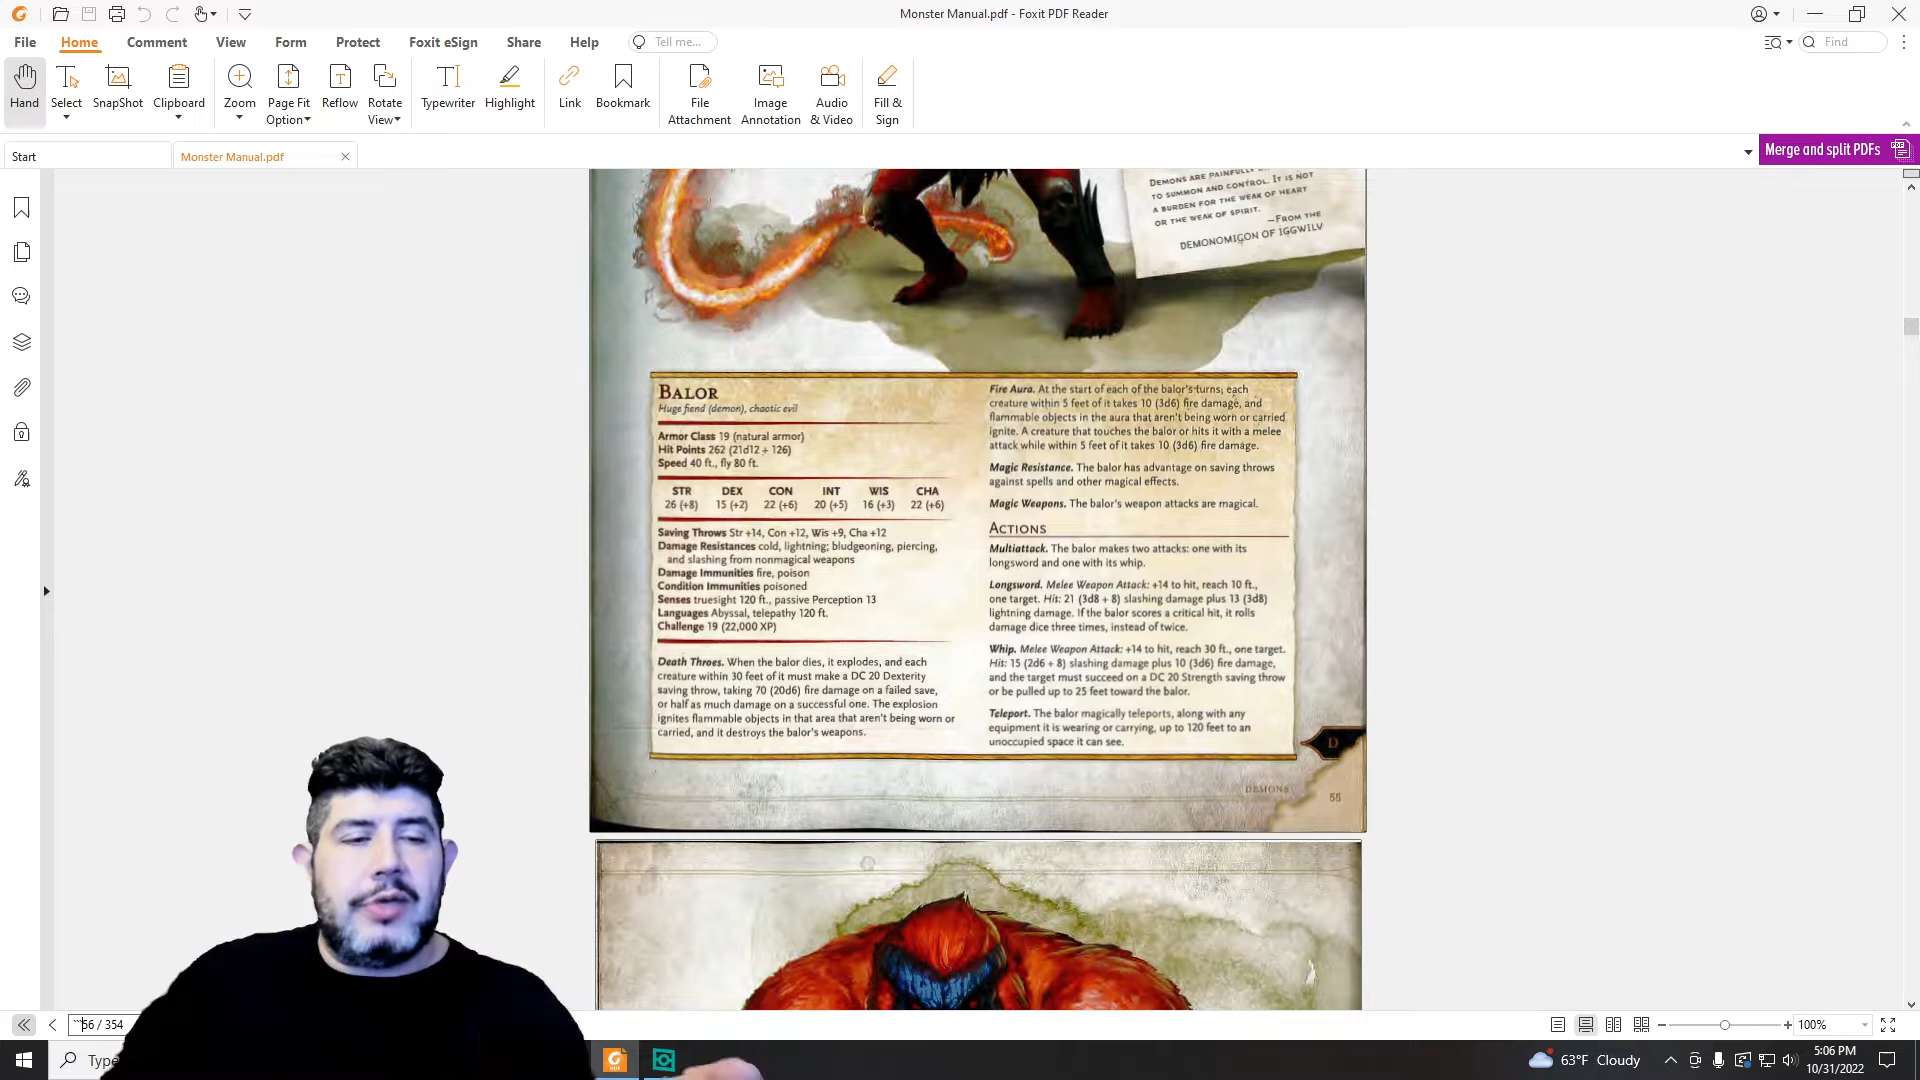 Monster Manual.pdf - Foxit PDF Reader
File Home Comment View Form Protect Foxit eSign Share Help Tell me... Find
Hand Select SnapShot Clipboard Zoom Page Fit Option Reflow Rotate View Typewriter Highlight Link Bookmark File Attachment Image Annotation Audio & Video Fill & Sign
Start Monster Manual.pdf Merge and split PDFs
DEMONS ARE PAINFULLY
TO SUMMON AND CONTROL. IT IS NOT
A BURDEN FOR THE WEAK OF HEART
OR THE WEAK OF SPIRIT.
—FROM THE
DEMONOMICON OF IGGWILV
BALOR
Huge fiend (demon), chaotic evil
Armor Class 19 (natural armor)
Hit Points 262 (21d12 + 126)
Speed 40 ft., fly 80 ft.
STR DEX CON INT WIS CHA
26 (+8) 15 (+2) 22 (+6) 20 (+5) 16 (+3) 22 (+6)
Saving Throws Str +14, Con +12, Wis +9, Cha +12
Damage Resistances cold, lightning; bludgeoning, piercing,
and slashing from nonmagical weapons
Damage Immunities fire, poison
Condition Immunities poisoned
Senses truesight 120 ft., passive Perception 13
Languages Abyssal, telepathy 120 ft.
Challenge 19 (22,000 XP)
Death Throes. When the balor dies, it explodes, and each
creature within 30 feet of it must make a DC 20 Dexterity
saving throw, taking 70 (20d6) fire damage on a failed save,
or half as much damage on a successful one. The explosion
ignites flammable objects in that area that aren't being worn or
carried, and it destroys the balor's weapons.
Fire Aura. At the start of each of the balor's turns, each
creature within 5 feet of it takes 10 (3d6) fire damage, and
flammable objects in the aura that aren't being worn or carried
ignite. A creature that touches the balor or hits it with a melee
attack while within 5 feet of it takes 10 (3d6) fire damage.
Magic Resistance. The balor has advantage on saving throws
against spells and other magical effects.
Magic Weapons. The balor's weapon attacks are magical.
ACTIONS
Multiattack. The balor makes two attacks: one with its
longsword and one with its whip.
Longsword. Melee Weapon Attack: +14 to hit, reach 10 ft.,
one target. Hit: 21 (3d8 + 8) slashing damage plus 13 (3d8)
lightning damage. If the balor scores a critical hit, it rolls
damage dice three times, instead of twice.
Whip. Melee Weapon Attack: +14 to hit, reach 30 ft., one target.
Hit: 15 (2d6 + 8) slashing damage plus 10 (3d6) fire damage,
and the target must succeed on a DC 20 Strength saving throw
or be pulled up to 25 feet toward the balor.
Teleport. The balor magically teleports, along with any
equipment it is wearing or carrying, up to 120 feet to an
unoccupied space it can see.
D
DEMONS 55
56 / 354
100%
Type
63°F Cloudy
5:06 PM
10/31/2022